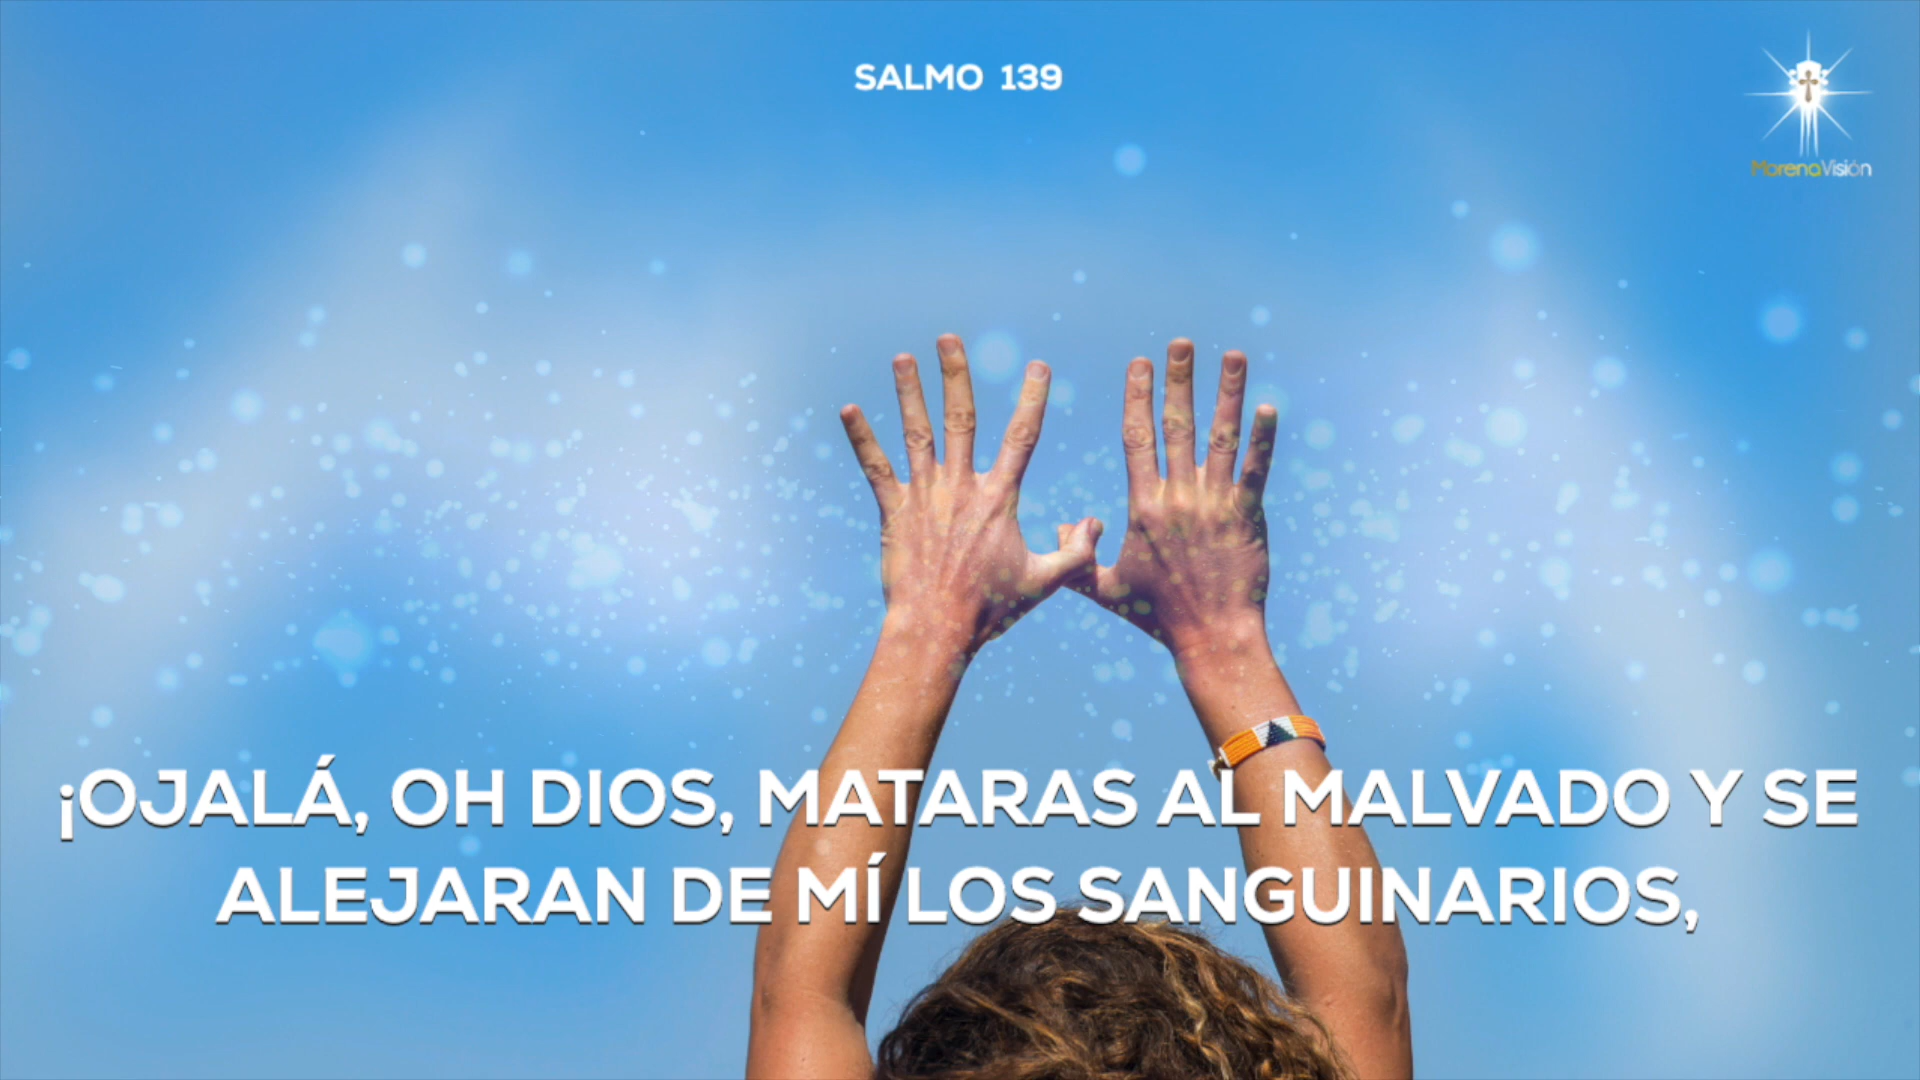 SALMO 139
MorenaVisión
¡OJALÁ, OH DIOS, MATARAS AL MALVADO Y SE
ALEJARAN DE MÍ LOS SANGUINARIOS,